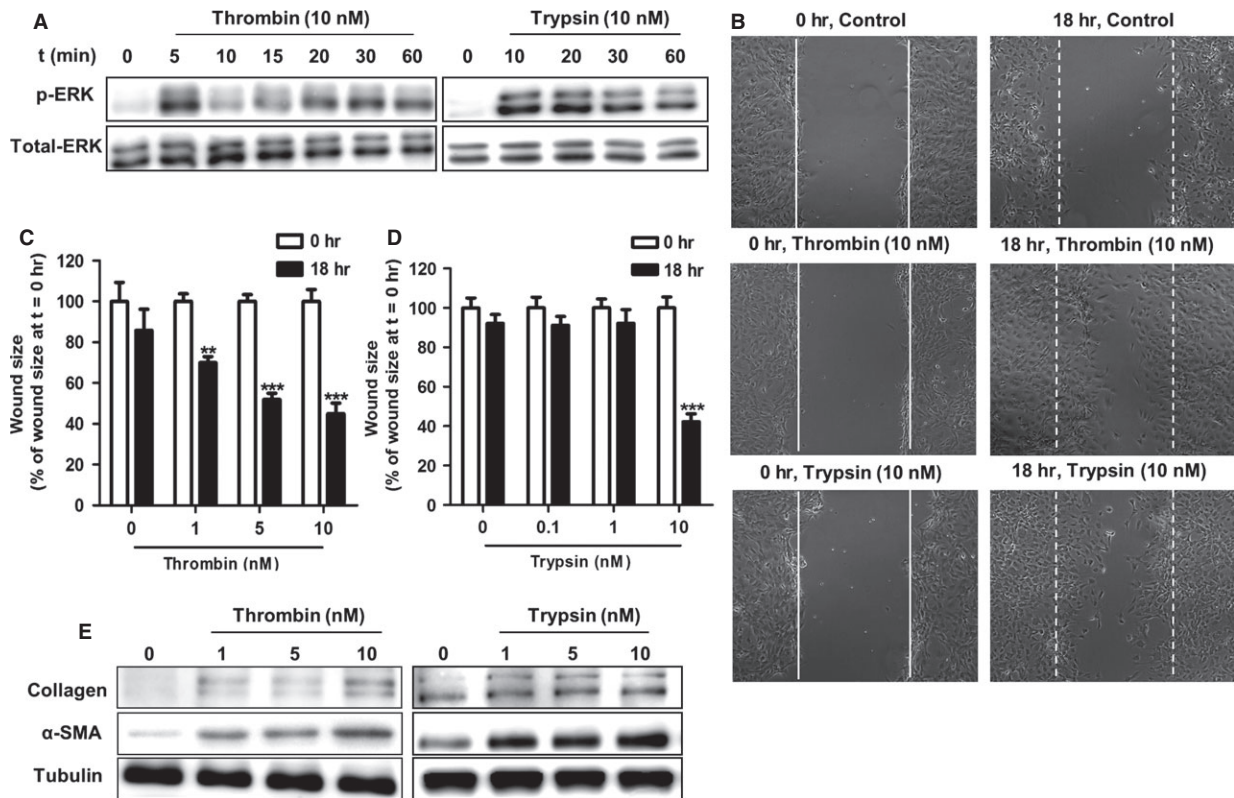 A
Thrombin (10 nM)
Trypsin (10 nM)
t (min) 0 5 10 15 20 30 60 0 10 20 30 60
p-ERK
Total-ERK
B
0 hr, Control
18 hr, Control
0 hr, Thrombin (10 nM)
18 hr, Thrombin (10 nM)
0 hr, Trypsin (10 nM)
18 hr, Trypsin (10 nM)
C
0 hr
18 hr
Wound size
(% of wound size at t = 0 hr)
120
100
80
60
40
20
0
**
***
***
0 1 5 10
Thrombin (nM)
D
0 hr
18 hr
Wound size
(% of wound size at t = 0 hr)
120
100
80
60
40
20
0
***
0 0.1 1 10
Trypsin (nM)
E
Thrombin (nM)
Trypsin (nM)
0 1 5 10 0 1 5 10
Collagen
α-SMA
Tubulin